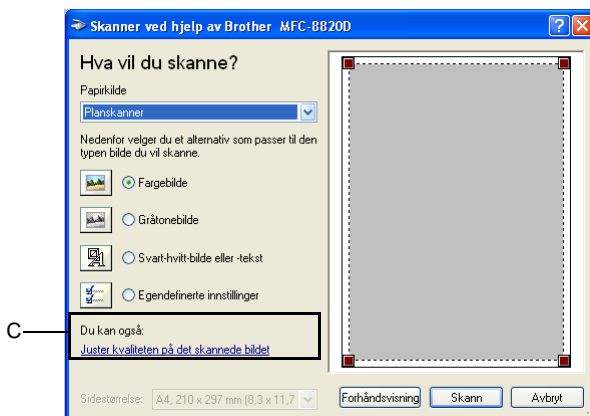 Skanner ved hjelp av Brother MFC-8820D
Hva vil du skanne?
Papirkilde
Planskanner
Nedenfor velger du et alternativ som passer til den
typen bilde du vil skanne.
Fargebilde
Gråtonebilde
Svart-hvitt-bilde eller -tekst
Egendefinerte innstillinger
C
Du kan også:
Juster kvaliteten på det skannede bildet
Sidestørrelse: A4, 210 x 297 mm (8,3 x 11,7
Forhåndsvisning Skann Avbryt